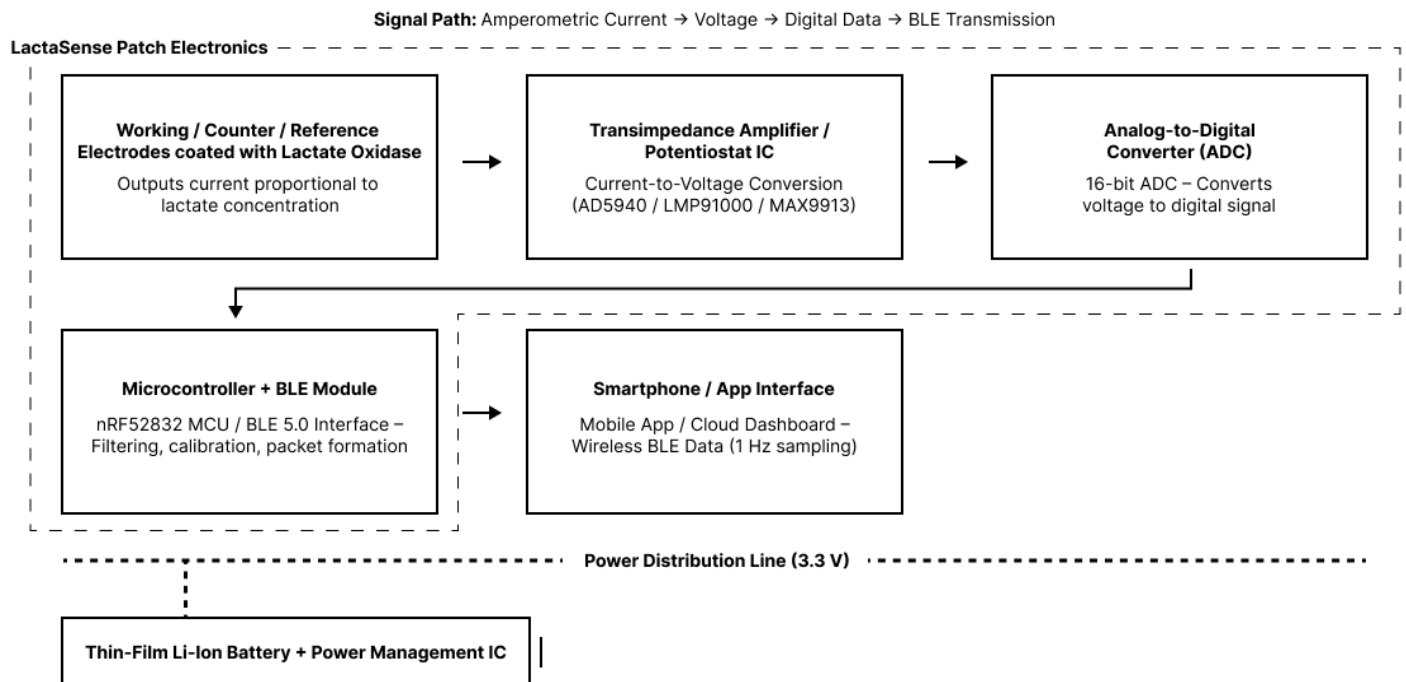 Signal Path: Amperometric Current → Voltage → Digital Data → BLE Transmission
LactaSense Patch Electronics
Working / Counter / Reference
Electrodes coated with Lactate Oxidase
Outputs current proportional to
lactate concentration
Transimpedance Amplifier /
Potentiostat IC
Current-to-Voltage Conversion
(AD5940 / LMP91000 / MAX9913)
Analog-to-Digital
Converter (ADC)
16-bit ADC – Converts
voltage to digital signal
Microcontroller + BLE Module
nRF52832 MCU / BLE 5.0 Interface –
Filtering, calibration, packet formation
Smartphone / App Interface
Mobile App / Cloud Dashboard –
Wireless BLE Data (1 Hz sampling)
Power Distribution Line (3.3 V)
Thin-Film Li-Ion Battery + Power Management IC